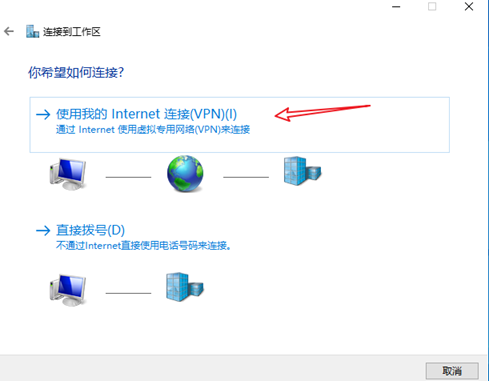 连接到工作区
你希望如何连接?
使用我的 Internet 连接(VPN)(I)
通过 Internet 使用虚拟专用网络(VPN)来连接
直接拨号(D)
不通过Internet直接使用电话号码来连接。
取消